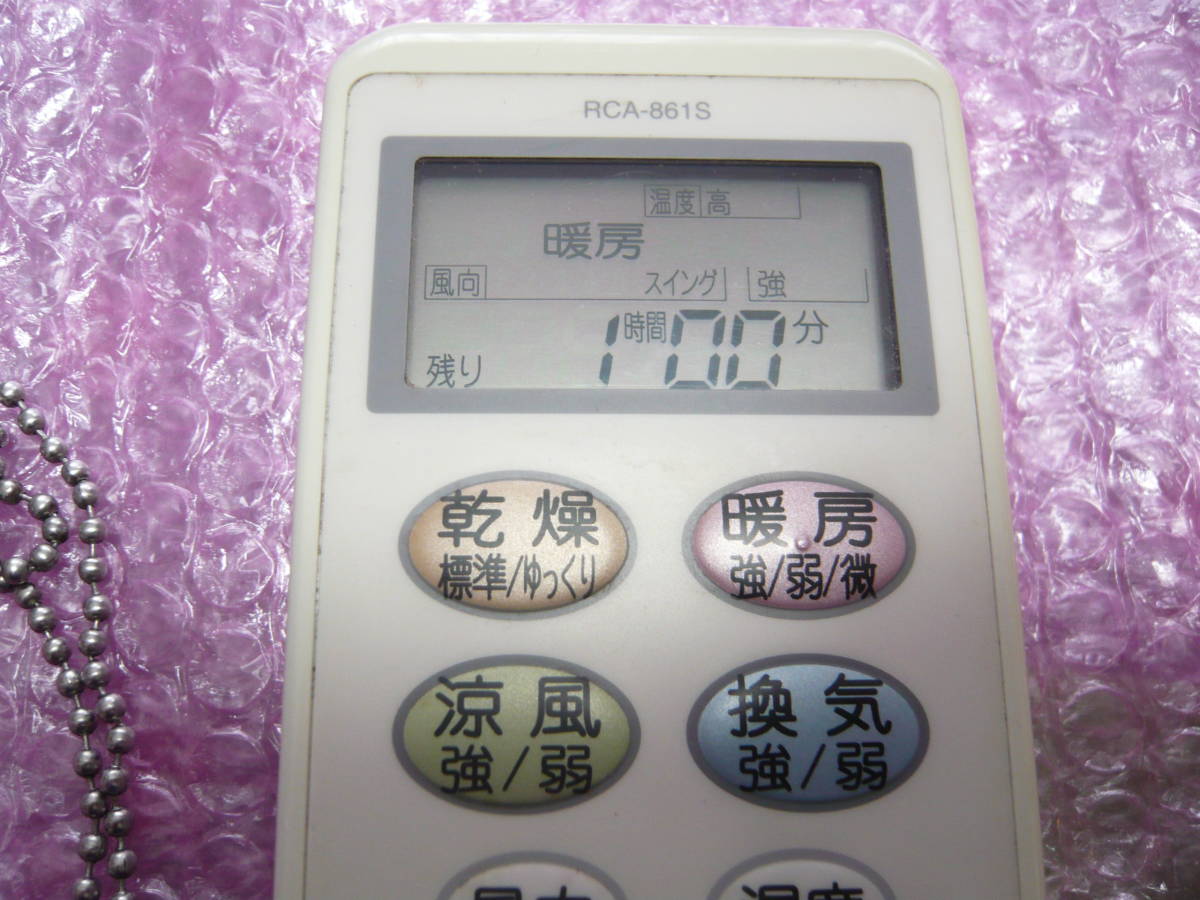 RCA-861S
温度 高
暖房
風向 スイング 強
残り 1時間00分
乾燥 暖房
標準/ゆっくり 強/弱/微
涼風 換気
強/弱 強/弱
温度